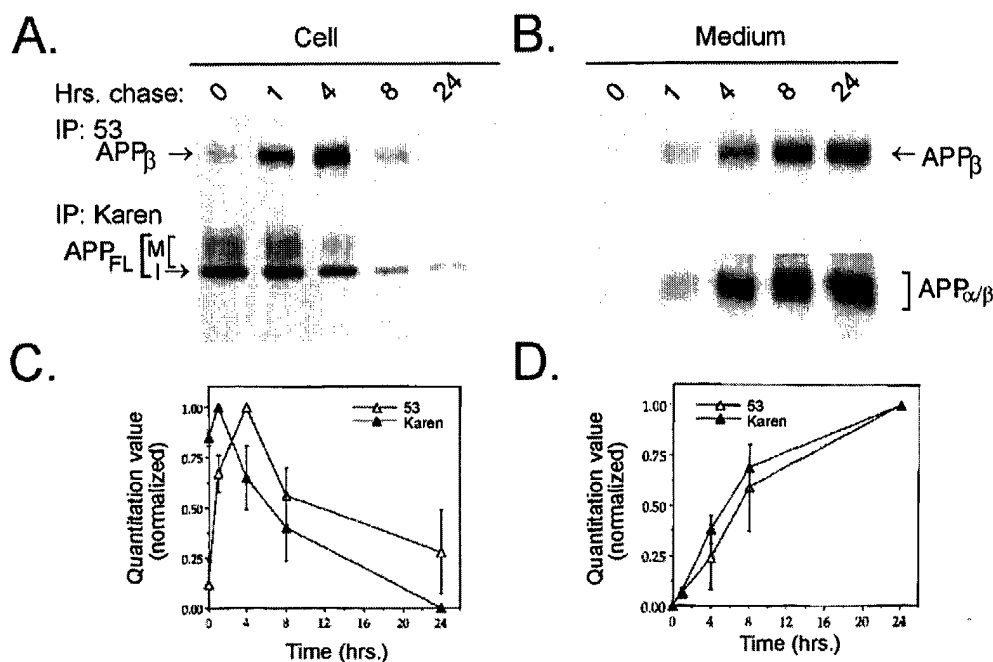 A.
Cell
Hrs. chase: 0 1 4 8 24
IP: 53
APPβ →
IP: Karen
APPFL [M[
I→
B.
Medium
0 1 4 8 24
← APPβ
] APPα/β
C.
53
Karen
1.00
0.75
0.50
0.25
0.00
0 4 8 12 16 20 24
Quantitation value
(normalized)
Time (hrs.)
D.
53
Karen
1.00
0.75
0.50
0.25
0.00
0 4 8 12 16 20 24
Quantitation value
(normalized)
Time (hrs.)